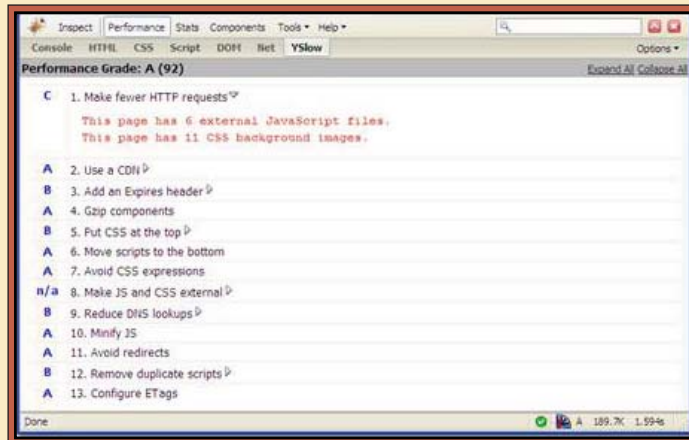 Inspect Performance Stats Components Tools Help
Console HTML CSS Script DOM Net YSlow Options
Performance Grade: A (92) Expand All Collapse All
C 1. Make fewer HTTP requests
This page has 6 external JavaScript files.
This page has 11 CSS background images.
A 2. Use a CDN
B 3. Add an Expires header
A 4. Gzip components
B 5. Put CSS at the top
A 6. Move scripts to the bottom
A 7. Avoid CSS expressions
n/a 8. Make JS and CSS external
B 9. Reduce DNS lookups
A 10. Minify JS
A 11. Avoid redirects
B 12. Remove duplicate scripts
A 13. Configure ETags
Done A 189.7K 1.594s